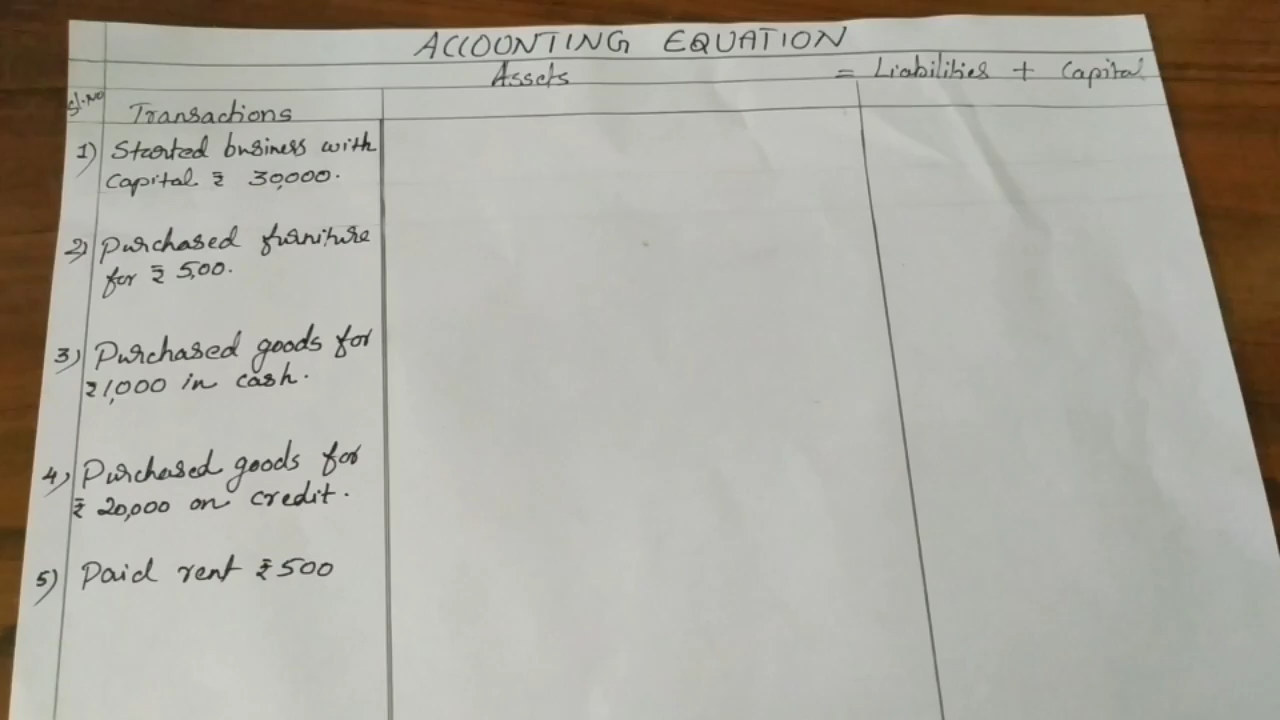 ACCOUNTING EQUATION
Assets = Liabilities + Capital
Sl.No Transactions
1) Started business with
Capital ₹ 30,000.
2) Purchased furniture
for ₹ 5,00.
3) Purchased goods for
₹1,000 in cash.
4) Purchased goods for
₹ 20,000 on credit.
5) Paid rent ₹500